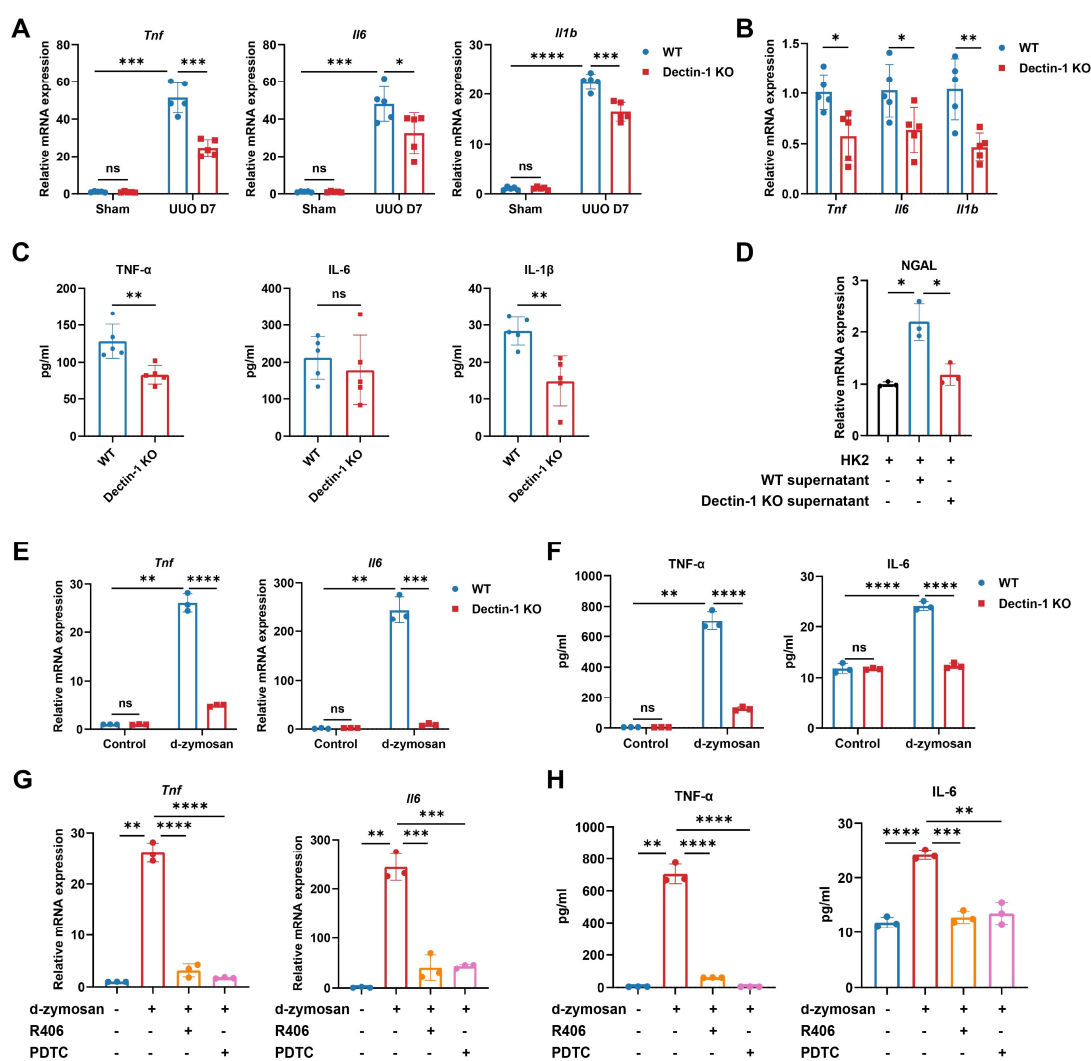 A
Tnf
Relative mRNA expression
80
60
40
20
0
*** ***
ns
Sham UUO D7
Il6
Relative mRNA expression
80
60
40
20
0
*** *
ns
Sham UUO D7
Il1b
Relative mRNA expression
30
20
10
0
**** ***
ns
Sham UUO D7
WT
Dectin-1 KO
B
Relative mRNA expression
1.5
1.0
0.5
0.0
* * **
Tnf Il6 Il1b
WT
Dectin-1 KO
C
TNF-α
pg/ml
200
150
100
50
0
**
WT
Dectin-1 KO
IL-6
pg/ml
400
300
200
100
0
ns
WT
Dectin-1 KO
IL-1β
pg/ml
40
30
20
10
0
**
WT
Dectin-1 KO
D
NGAL
Relative mRNA expression
3
2
1
0
* *
HK2 + + +
WT supernatant - + -
Dectin-1 KO supernatant - - +
E
Tnf
Relative mRNA expression
30
20
10
0
** ****
ns
Control d-zymosan
Il6
Relative mRNA expression
300
200
100
0
** ***
ns
Control d-zymosan
WT
Dectin-1 KO
F
TNF-α
pg/ml
1000
800
600
400
200
0
** ****
ns
Control d-zymosan
IL-6
pg/ml
30
20
10
0
**** ****
ns
Control d-zymosan
WT
Dectin-1 KO
G
Tnf
Relative mRNA expression
30
20
10
0
****
** ****
d-zymosan - + + +
R406 - - + -
PDTC - - - +
Il6
Relative mRNA expression
300
200
100
0
***
** ***
- + + +
- - + -
- - - +
H
TNF-α
pg/ml
1000
800
600
400
200
0
****
** ****
d-zymosan - + + +
R406 - - + -
PDTC - - - +
IL-6
pg/ml
30
20
10
0
**
**** ***
- + + +
- - + -
- - - +